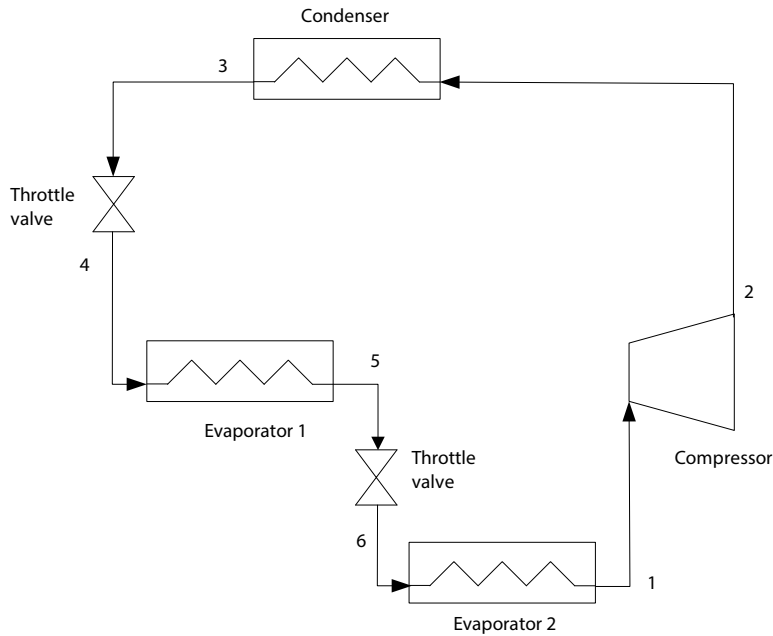 Condenser
3
Throttle
valve
4
2
5
Evaporator 1
Throttle
valve
Compressor
6
1
Evaporator 2